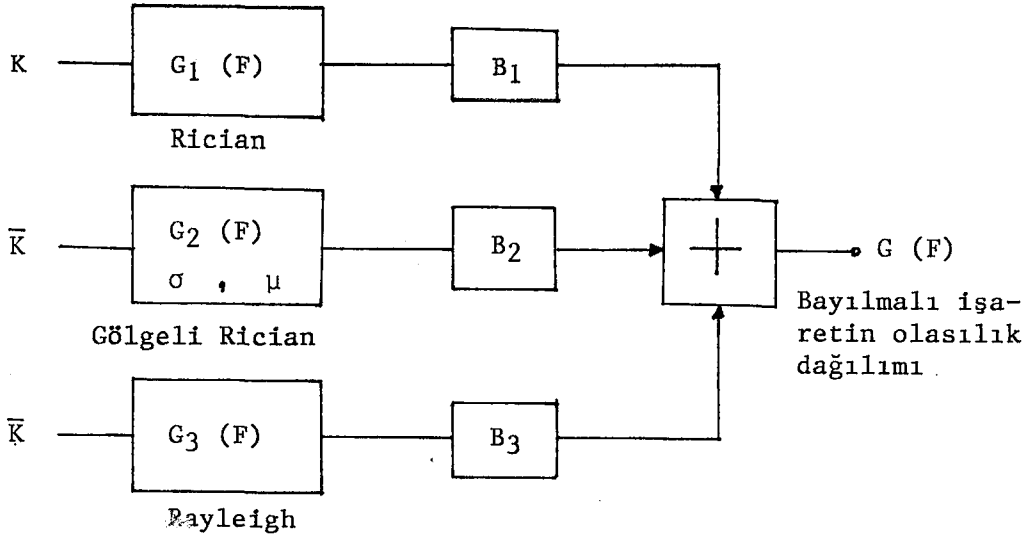 K
G1 (F)
B1
Rician
K̅
G2 (F)
σ , μ
B2
+
G (F)
Gölgeli Rician
Bayılmalı işa-
retin olasılık
dağılımı
K̅
G3 (F)
B3
Rayleigh